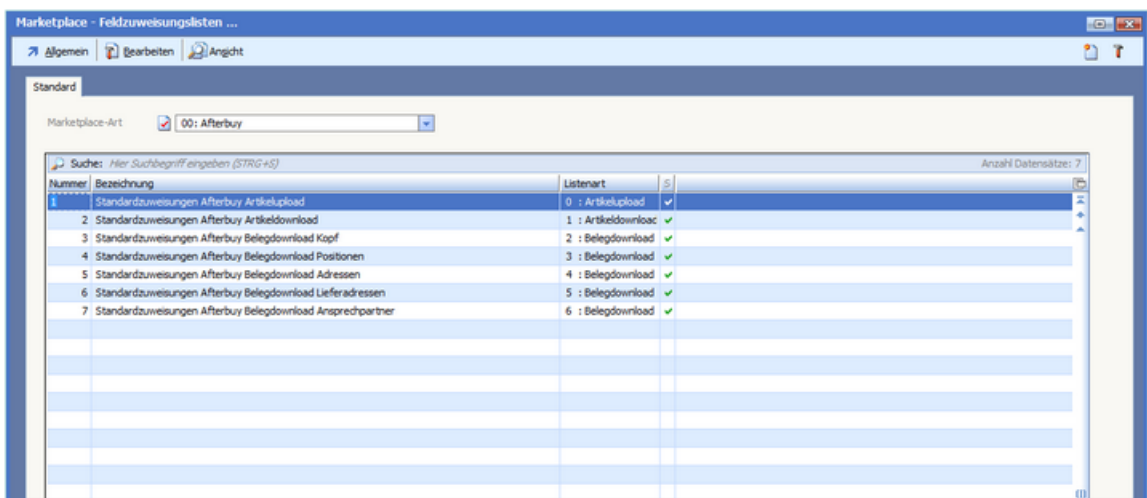 Marketplace - Feldzuweisungslisten ...
Allgemein Bearbeiten Ansicht
Standard
Marketplace-Art 00: Afterbuy
Suche: Hier Suchbegriff eingeben (STRG+S) Anzahl Datensätze: 7
Nummer Bezeichnung Listenart S
1 Standardzuweisungen Afterbuy Artikelupload 0 : Artikelupload
2 Standardzuweisungen Afterbuy Artikeldownload 1 : Artikeldownloac
3 Standardzuweisungen Afterbuy Belegdownload Kopf 2 : Belegdownload
4 Standardzuweisungen Afterbuy Belegdownload Positionen 3 : Belegdownload
5 Standardzuweisungen Afterbuy Belegdownload Adressen 4 : Belegdownload
6 Standardzuweisungen Afterbuy Belegdownload Lieferadressen 5 : Belegdownload
7 Standardzuweisungen Afterbuy Belegdownload Ansprechpartner 6 : Belegdownload